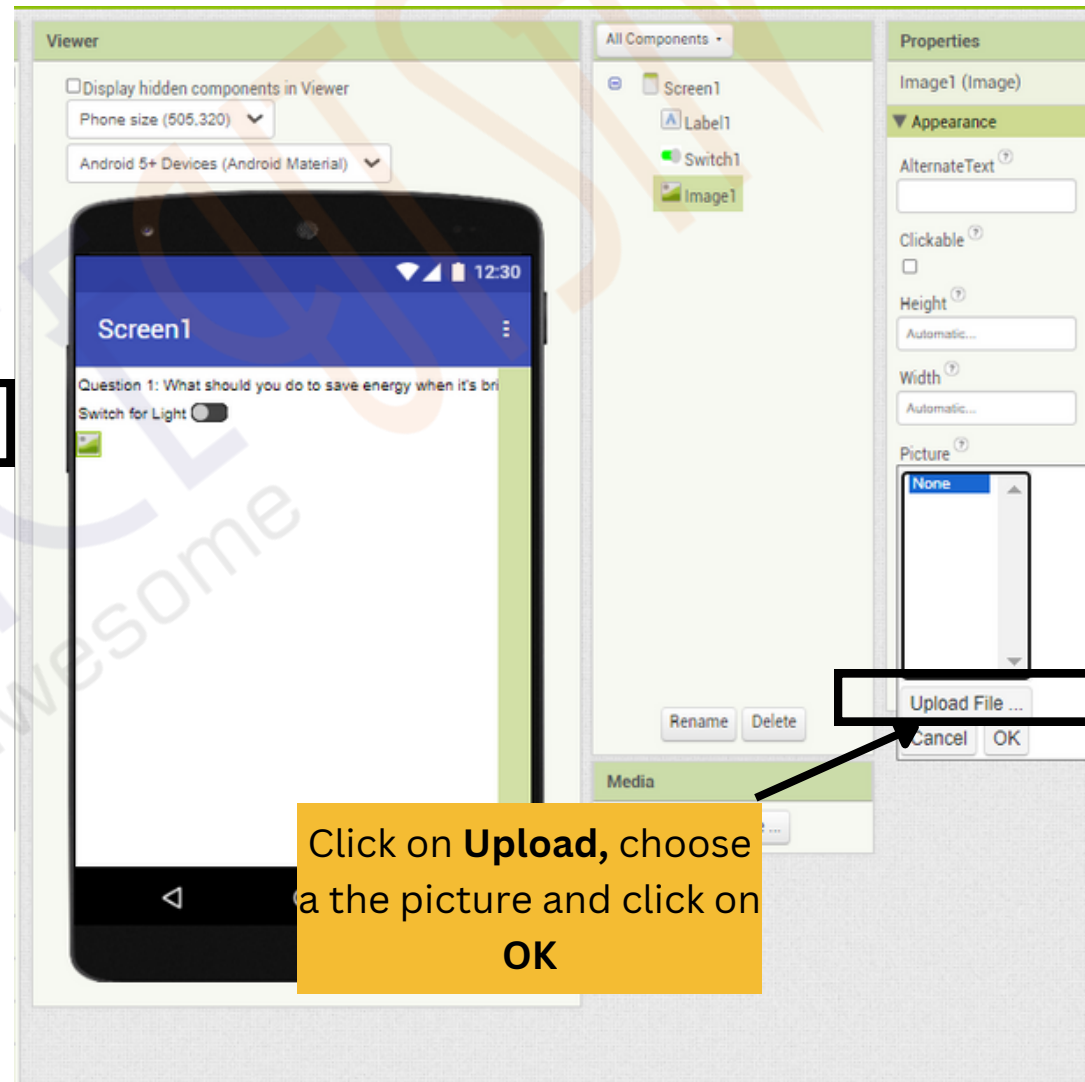 Viewer
Display hidden components in Viewer
Phone size (505,320)
Android 5+ Devices (Android Material)
12:30
Screen1
Question 1: What should you do to save energy when it's bri
Switch for Light
All Components
Screen1
Label1
Switch1
Image1
Rename Delete
Media
Properties
Image1 (Image)
Appearance
AlternateText ?
Clickable ?
Height ?
Automatic...
Width ?
Automatic...
Picture ?
None
Upload File ...
Cancel OK
Click on Upload, choose
a the picture and click on
OK